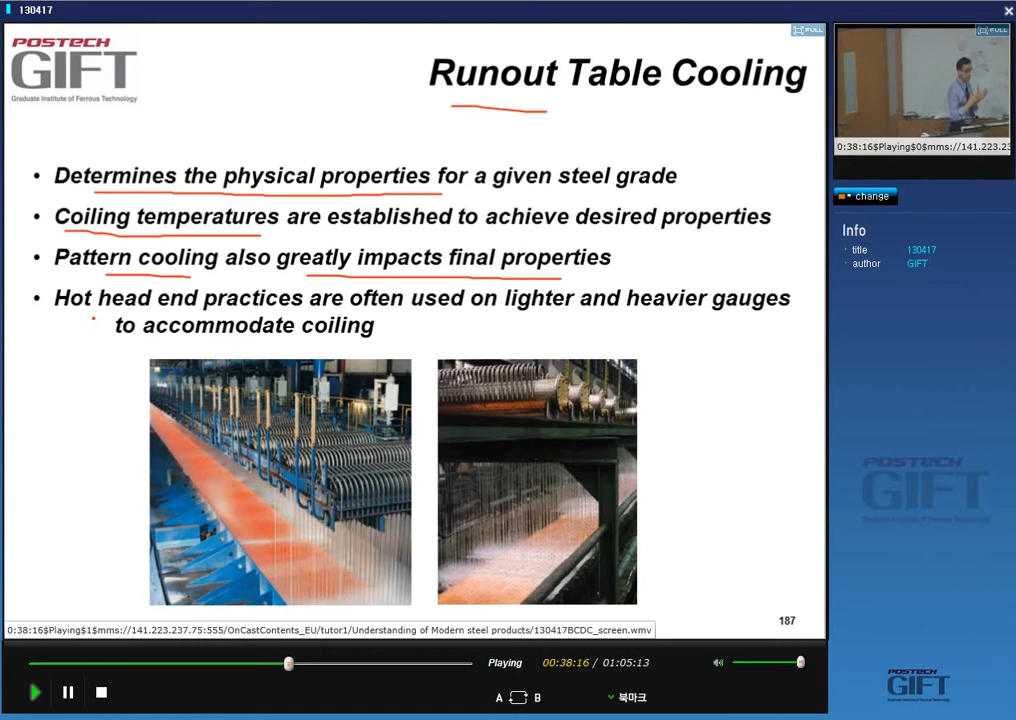 130417
POSTECH
GIFT
Graduate Institute of Ferrous Technology
FULL
Runout Table Cooling
• Determines the physical properties for a given steel grade
• Coiling temperatures are established to achieve desired properties
• Pattern cooling also greatly impacts final properties
• Hot head end practices are often used on lighter and heavier gauges
to accommodate coiling
187
0:38:16$Playing$1$mms://141.223.237.75:555/OnCastContents_EU/tutor1/Understanding of Modern steel products/130417BCDC_screen.wmv
Playing
00:38:16 / 01:05:13
A B
북마크
FULL
0:38:16$Playing$0$mms://141.223.23
change
Info
title 130417
author GIFT
POSTECH
GIFT
Graduate Institute of Ferrous Technology
POSTECH
GIFT